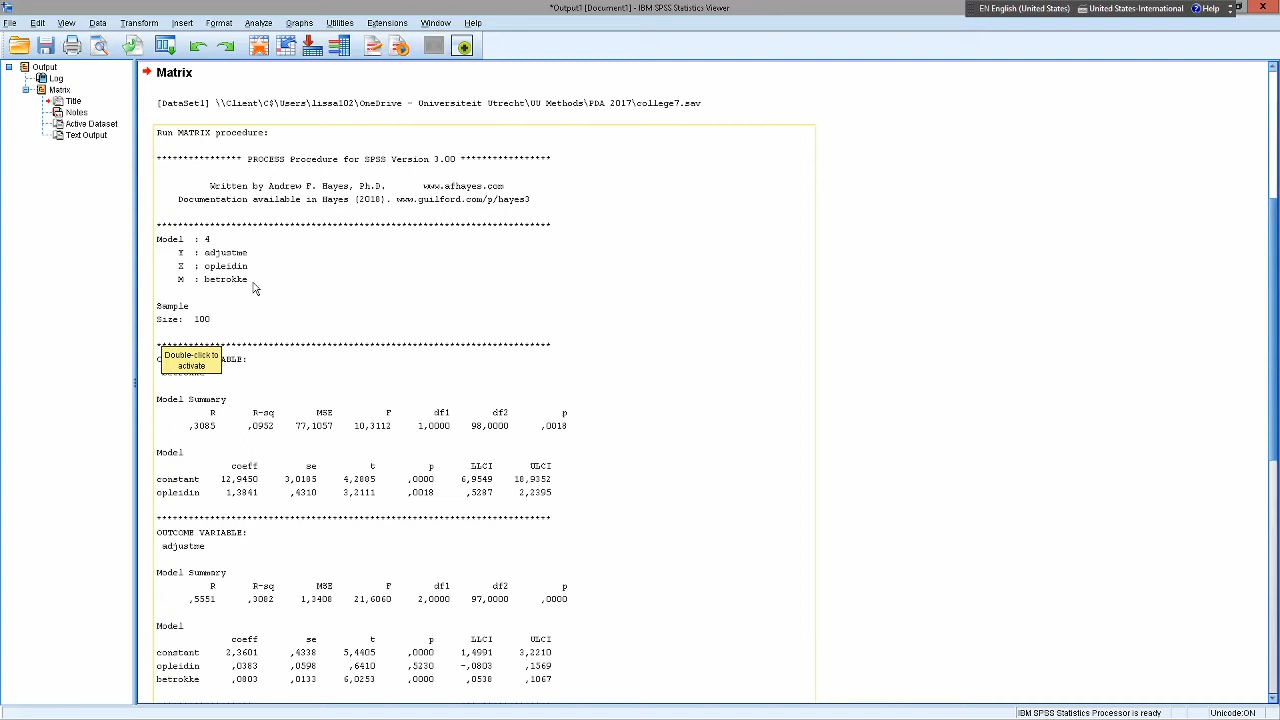 *Output1 [Document1] - IBM SPSS Statistics Viewer
EN English (United States) United States-International Help
File Edit View Data Transform Insert Format Analyze Graphs Utilities Extensions Window Help
Output
Log
Matrix
Title
Notes
Active Dataset
Text Output
Matrix
[DataSet1] \\Client\C$\Users\lissa102\OneDrive - Universiteit Utrecht\UU Methods\PDA 2017\college7.sav
Run MATRIX procedure:
**************** PROCESS Procedure for SPSS Version 3.00 *****************
Written by Andrew F. Hayes, Ph.D. www.afhayes.com
Documentation available in Hayes (2018). www.guilford.com/p/hayes3
**************************************************************************
Model : 4
Y : adjustme
X : opleidin
M : betrokke
Sample
Size: 100
**************************************************************************
Double-click to
activate
ABLE:
Model Summary
R R-sq MSE F df1 df2 p
,3085 ,0952 77,1057 10,3112 1,0000 98,0000 ,0018
Model
coeff se t p LLCI ULCI
constant 12,9450 3,0185 4,2885 ,0000 6,9549 18,9352
opleidin 1,3841 ,4310 3,2111 ,0018 ,5287 2,2395
**************************************************************************
OUTCOME VARIABLE:
adjustme
Model Summary
R R-sq MSE F df1 df2 p
,5551 ,3082 1,3408 21,6060 2,0000 97,0000 ,0000
Model
coeff se t p LLCI ULCI
constant 2,3601 ,4338 5,4405 ,0000 1,4991 3,2210
opleidin ,0383 ,0598 ,6410 ,5230 -,0803 ,1569
betrokke ,0803 ,0133 6,0253 ,0000 ,0538 ,1067
IBM SPSS Statistics Processor is ready Unicode:ON